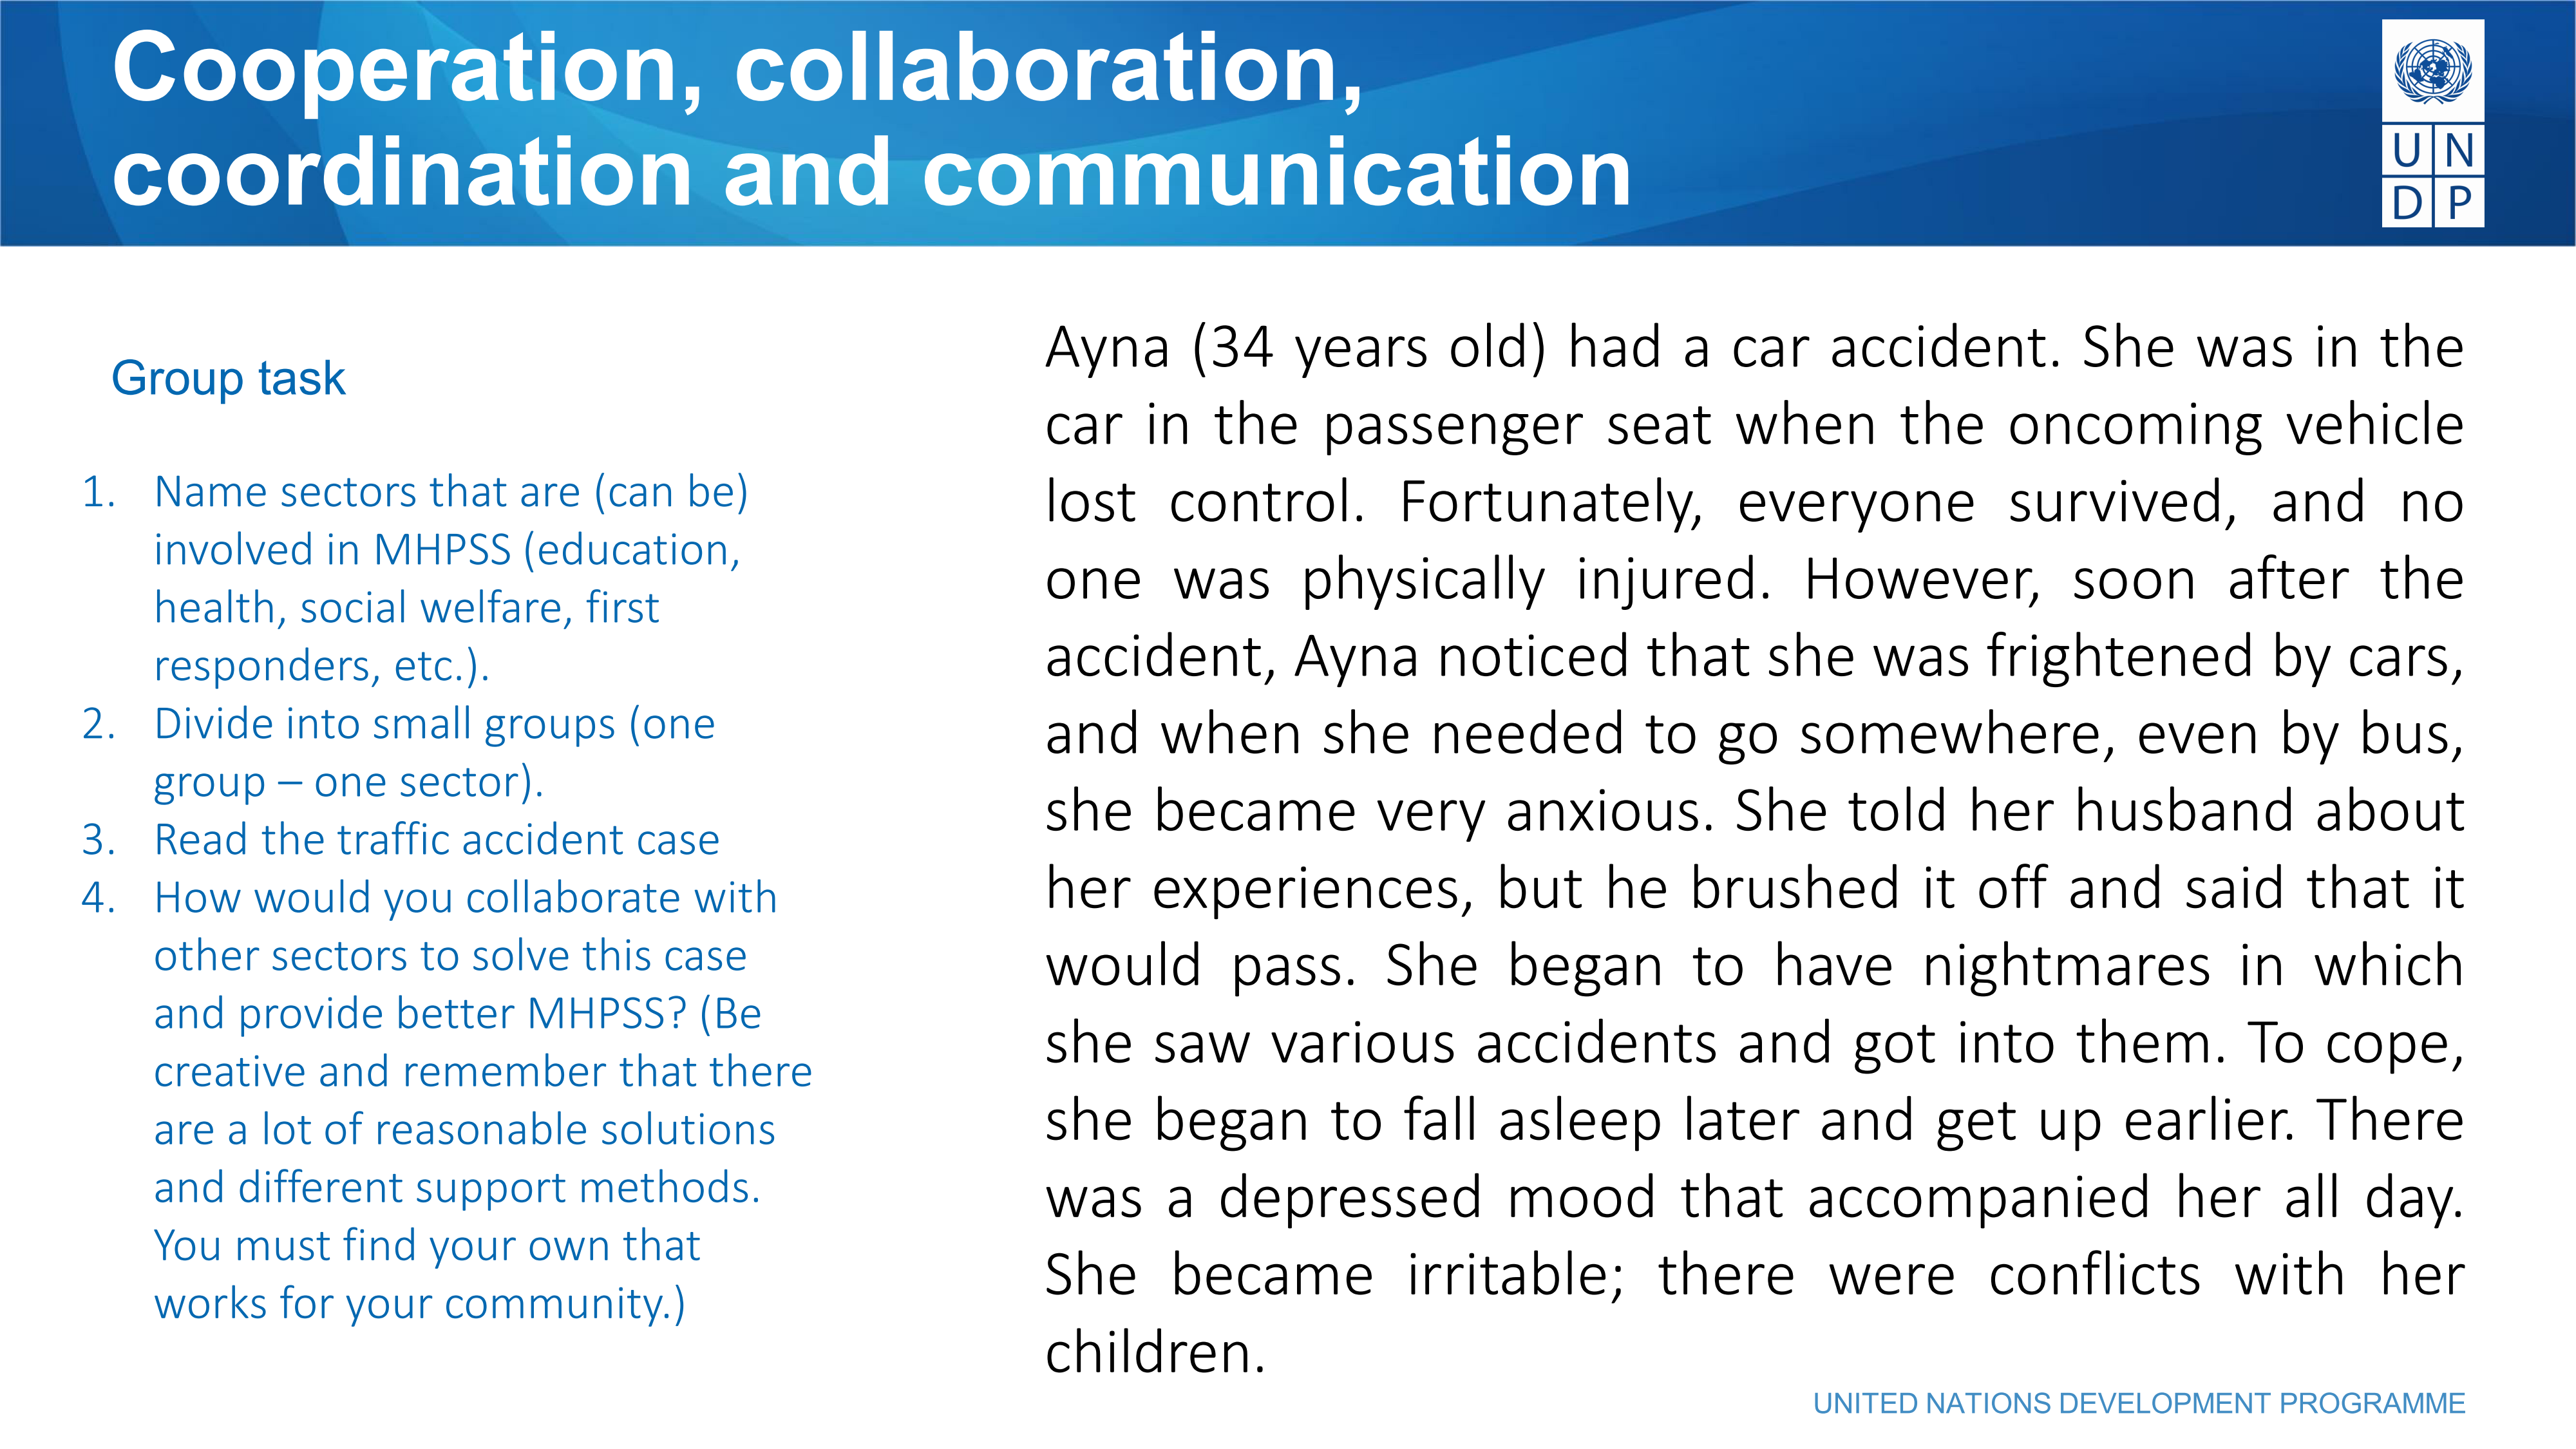 Cooperation, collaboration,
coordination and communication
U N
D P
Group task
1. Name sectors that are (can be)
involved in MHPSS (education,
health, social welfare, first
responders, etc.).
2. Divide into small groups (one
group – one sector).
3. Read the traffic accident case
4. How would you collaborate with
other sectors to solve this case
and provide better MHPSS? (Be
creative and remember that there
are a lot of reasonable solutions
and different support methods.
You must find your own that
works for your community.)
Ayna (34 years old) had a car accident. She was in the
car in the passenger seat when the oncoming vehicle
lost control. Fortunately, everyone survived, and no
one was physically injured. However, soon after the
accident, Ayna noticed that she was frightened by cars,
and when she needed to go somewhere, even by bus,
she became very anxious. She told her husband about
her experiences, but he brushed it off and said that it
would pass. She began to have nightmares in which
she saw various accidents and got into them. To cope,
she began to fall asleep later and get up earlier. There
was a depressed mood that accompanied her all day.
She became irritable; there were conflicts with her
children.
UNITED NATIONS DEVELOPMENT PROGRAMME